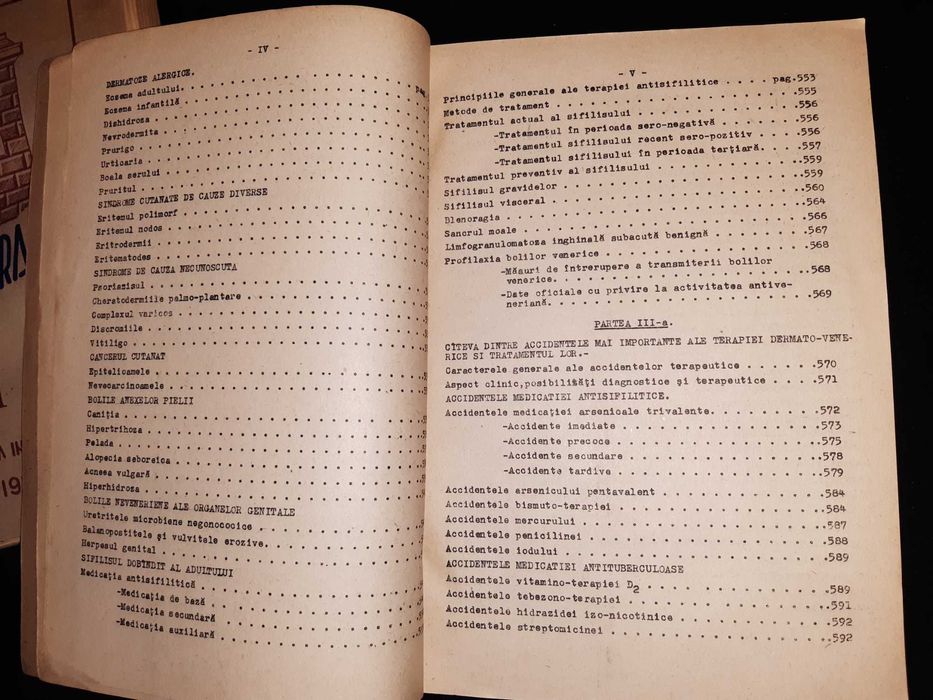 - IV -
DERMATOZE ALERGICE.
pag.
Eczema adultului.
Eczema infantilă
Dishidroza
Nevrodermita
Prurigo
Urticaria
Boala serului
Pruritul
SINDROME CUTANATE DE CAUZE DIVERSE
Eritemul polimorf
Eritemul nodos
Eritrodermii
Eritematodes
SINDROME DE CAUZA NECUNOSCUTA
Psoriasisul
Cheratodermiile palmo-plantare
Complexul varicos
Discromiile
Vitiligo
CANCERUL CUTANAT
Epitelioamele
Nevocarcinoamele
BOLILE ANEXELOR PIELII
Caniția
Hipertrihoza
Pelada
Alopecia seboreica
Acneea vulgară
Hiperhidroza
BOLILE NEVENERIENE ALE ORGANELOR GENITALE
Uretritele microbiene negonococice
Balanopostitele și vulvitele erozive.
Herpesul genital
SIFILISUL DOBÎNDIT AL ADULTULUI
Medicația antisifilitică
-Medicația de bază
-Medicația secundară
-Medicația auxiliară
- V -
Principiile generale ale terapiei antisifilitice . . . . pag.553
Metode de tratament . . . . .555
Tratamentul actual al sifilisului . . . . .556
-Tratamentul în perioada sero-negativă . . . . .556
-Tratamentul sifilisului recent sero-pozitiv . . . . .556
-Tratamentul sifilisului în perioada terțiară. . . . .557
Tratamentul preventiv al sifilisului . . . . .559
Sifilisul gravidelor . . . . .559
Sifilisul visceral . . . . .560
Blenoragia . . . . .564
Sancrul moale . . . . .566
Limfogranulomatoza inghinală subacută benignă . . . . .567
Profilaxia bolilor venerice . . . . .568
-Măsuri de întrerupere a transmiterii bolilor
venerice. . . . .568
-Date oficiale cu privire la activitatea antive-
neriană. . . . .569
PARTEA III-a.
CÎTEVA DINTRE ACCIDENTELE MAI IMPORTANTE ALE TERAPIEI DERMATO-VENE-
RICE SI TRATAMENTUL LOR.-
Caracterele generale ale accidentelor terapeutice . . . . .570
Aspect clinic,posibilități diagnostice și terapeutice . . . . .571
ACCIDENTELE MEDICATIEI ANTISIFILITICE.
Accidentele medicației arsenicale trivalente. . . . .572
-Accidente imediate . . . . .573
-Accidente precoce . . . . .575
-Accidente secundare . . . . .578
-Accidente tardive . . . . .579
Accidentele arsenicului pentavalent . . . . .584
Accidentele bismuto-terapiei . . . . .584
Accidentele mercurului . . . . .587
Accidentele penicilinei . . . . .588
Accidentele iodului . . . . .589
ACCIDENTELE MEDICATIEI ANTITUBERCULOASE
Accidentele vitamino-terapiei D2 . . . . .589
Accidentele tebezono-terapiei . . . . .591
Accidentele hidrazidei izo-nicotinice . . . . .592
Accidentele streptomicinei . . . . .592